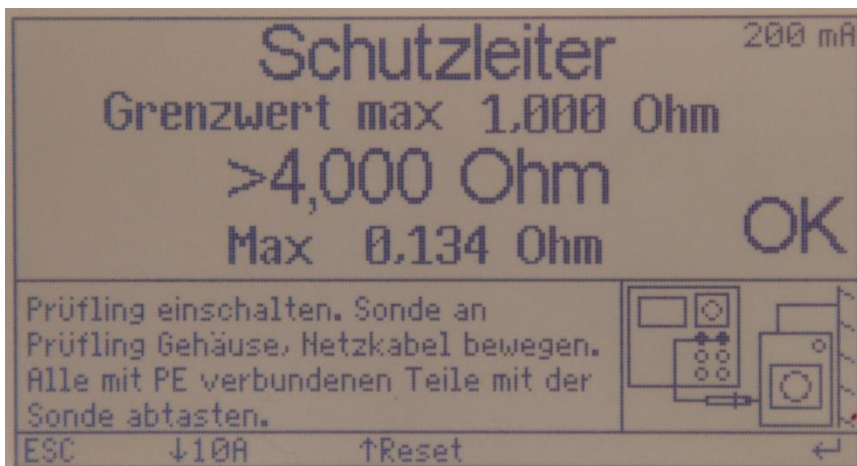 Schutzleiter 200 mA
Grenzwert max 1,000 Ohm
>4,000 Ohm
OK
Max 0,134 Ohm
Prüfling einschalten. Sonde an
Prüfling Gehäuse, Netzkabel bewegen.
Alle mit PE verbundenen Teile mit der
Sonde abtasten.
ESC ↓10A ↑Reset ↵